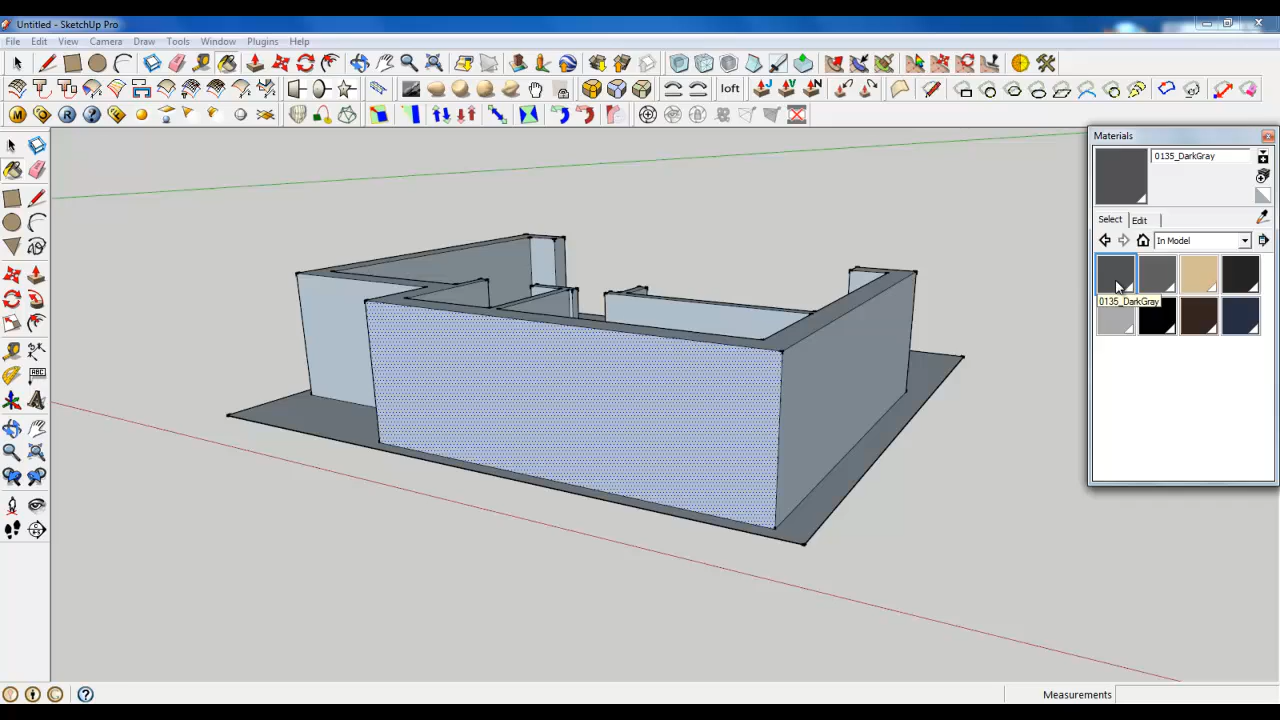 Untitled - SketchUp Pro
File Edit View Camera Draw Tools Window Plugins Help
loft
M O R ?
Materials
0135_DarkGray
Select Edit
In Model
0135_DarkGray
ABC
Measurements